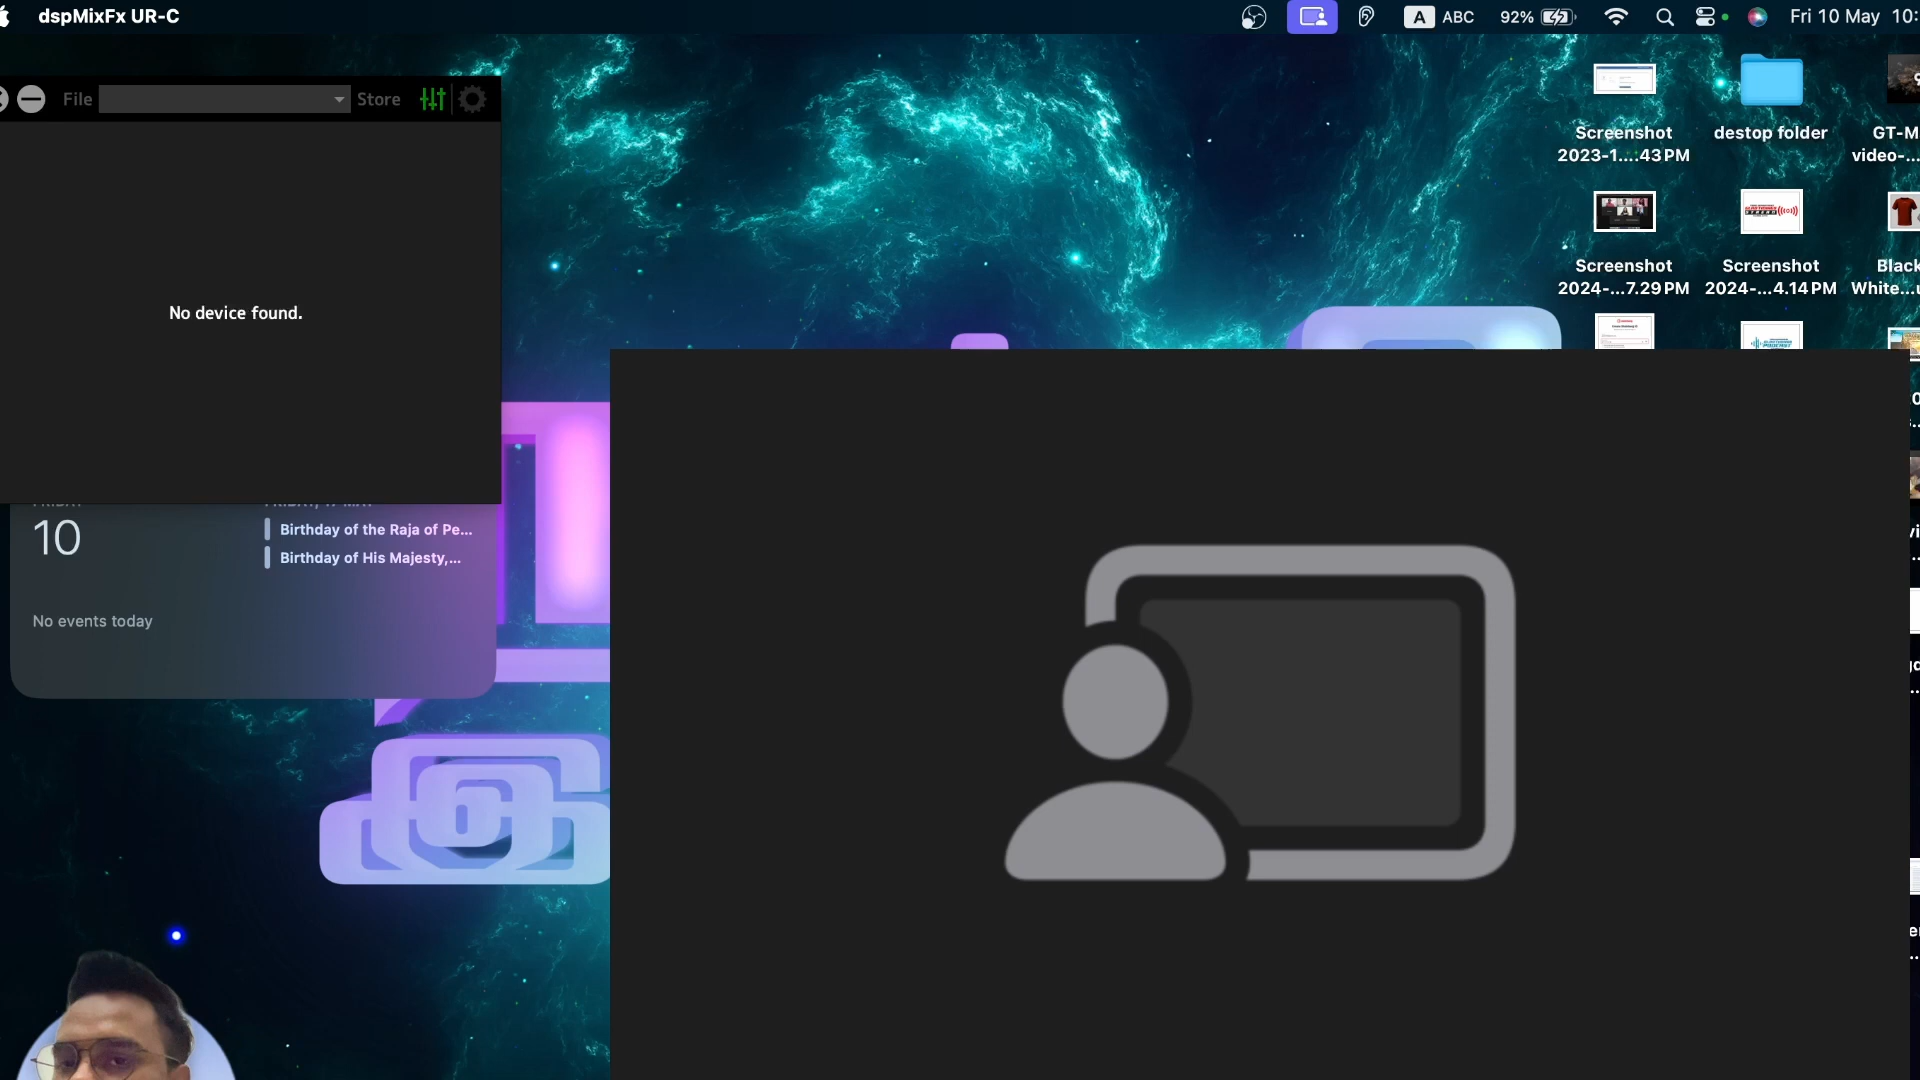 dspMixFx UR-C
A ABC 92% Fri 10 May 10:
File Store
No device found.
10
Birthday of the Raja of Pe...
Birthday of His Majesty,...
No events today
Screenshot
2023-1....43 PM
destop folder
GT-M
video-...
Screenshot
2024-...7.29 PM
Screenshot
2024-...4.14 PM
Black
White...
6